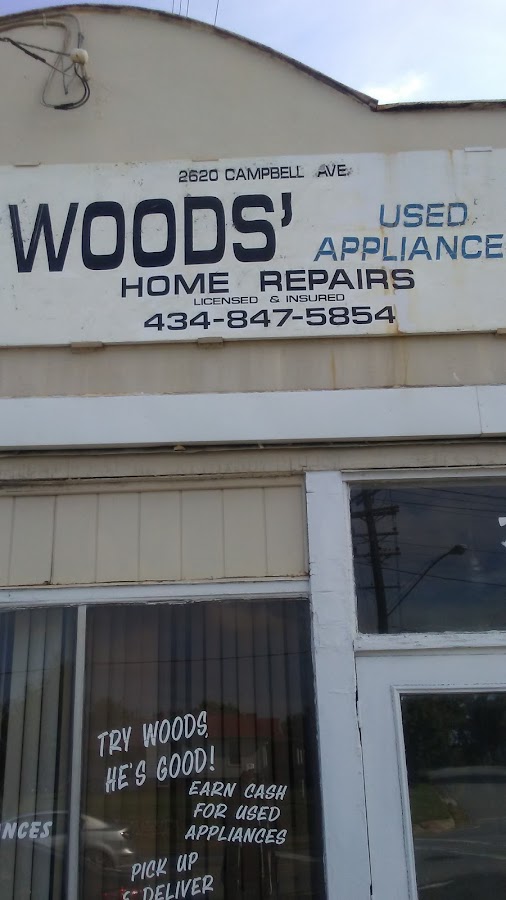 2620 CAMPBELL AVE.
WOODS'
USED
APPLIANCE
HOME REPAIRS
LICENSED & INSURED
434-847-5854
TRY WOODS,
HE'S GOOD!
EARN CASH
FOR USED
APPLIANCES
NCES
PICK UP
& DELIVER